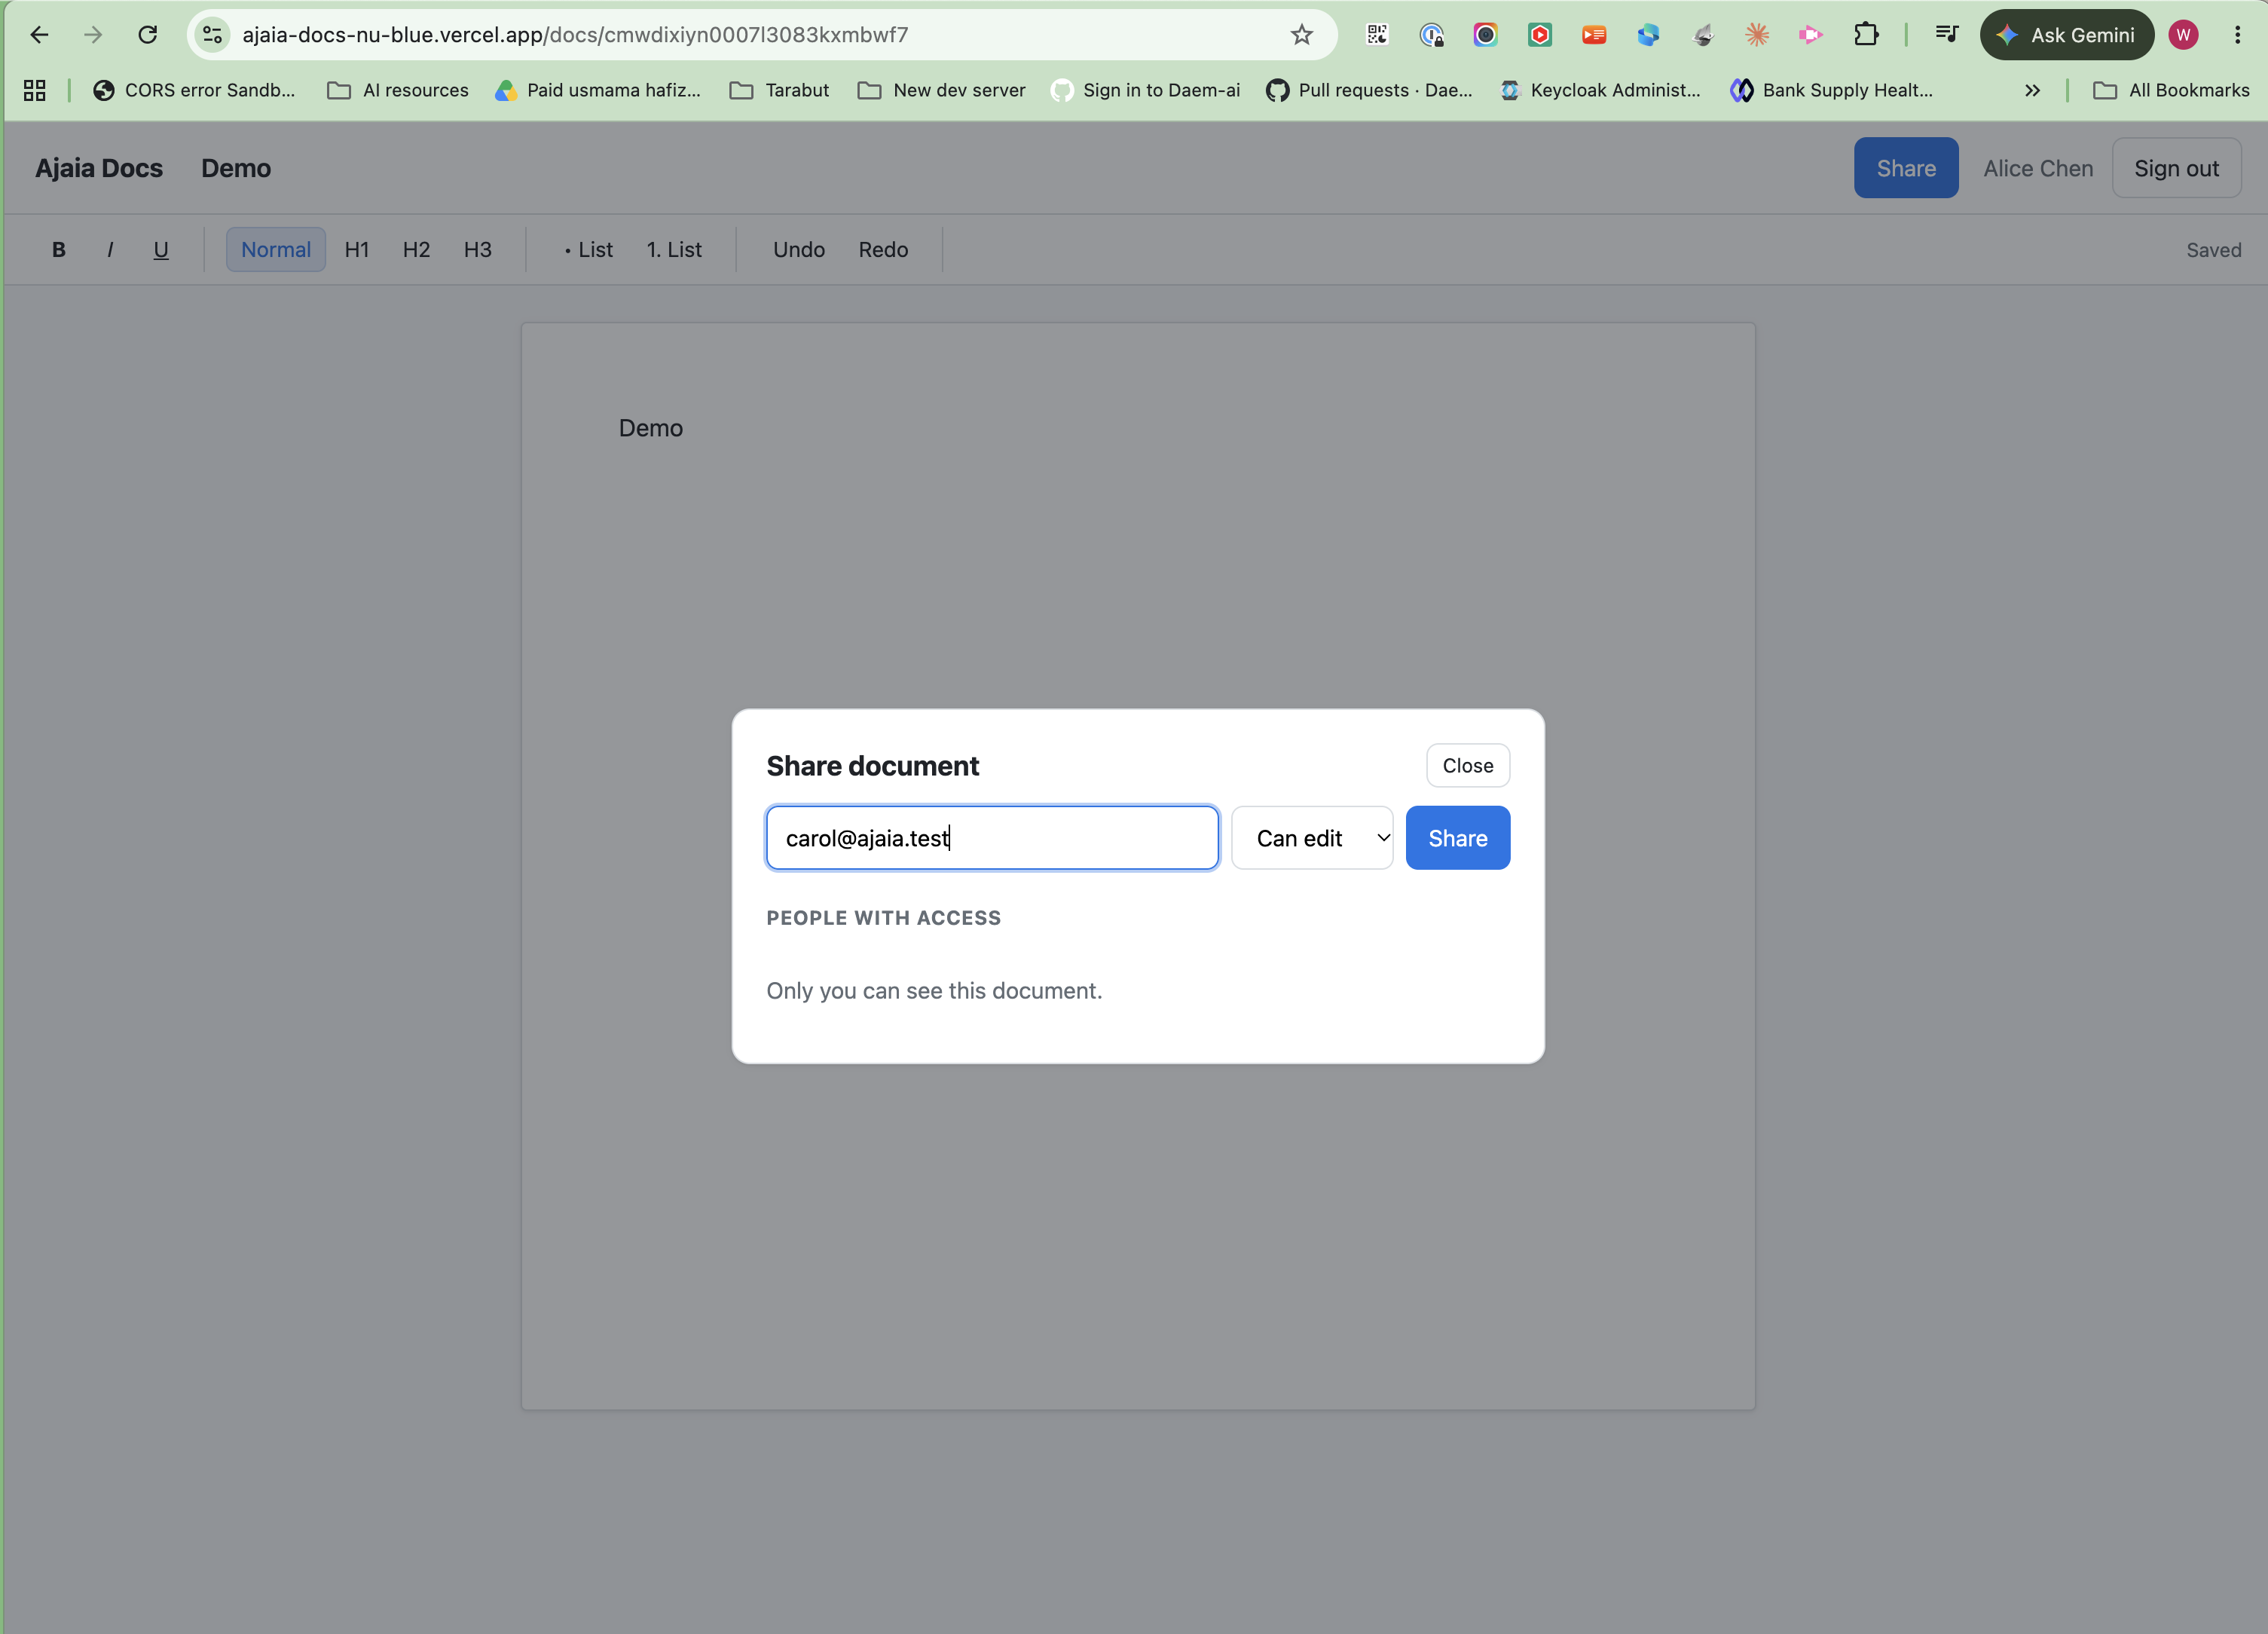 ajaia-docs-nu-blue.vercel.app/docs/cmwdixiyn0007l3083kxmbwf7
Ask Gemini
W
CORS error Sandb...
AI resources
Paid usmama hafiz...
Tarabut
New dev server
Sign in to Daem-ai
Pull requests · Dae...
Keycloak Administ...
Bank Supply Healt...
All Bookmarks
Ajaia Docs
Demo
Share
Alice Chen
Sign out
B
I
U
Normal
H1
H2
H3
• List
1. List
Undo
Redo
Saved
Demo
Share document
Close
carol@ajaia.test
Can edit
Share
PEOPLE WITH ACCESS
Only you can see this document.